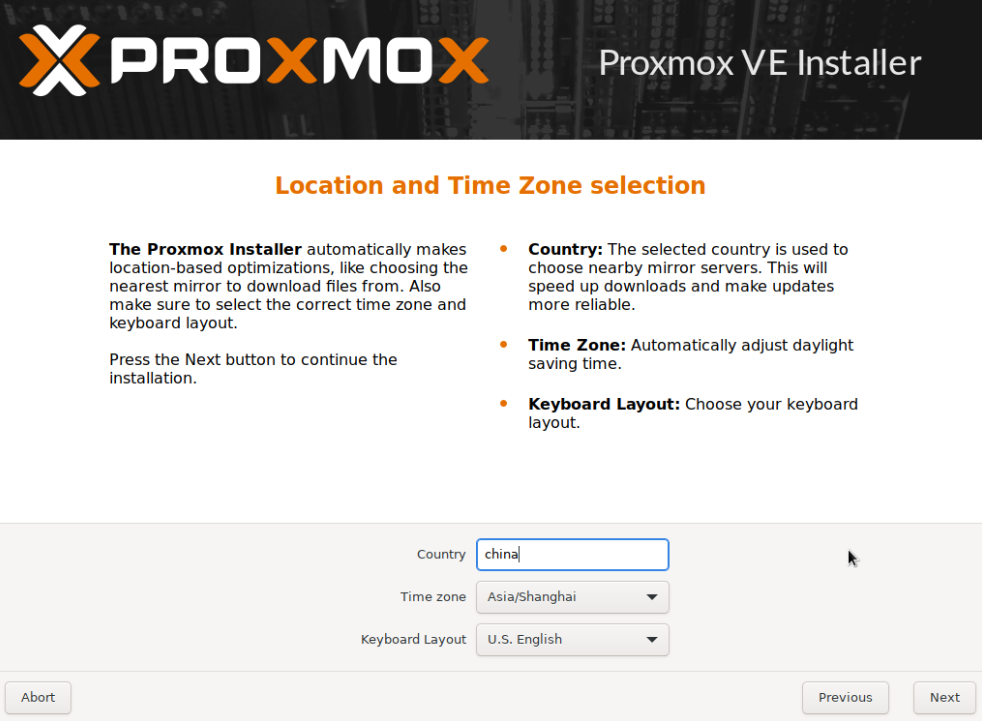 PROXMOX
Proxmox VE Installer
Location and Time Zone selection
The Proxmox Installer automatically makes
location-based optimizations, like choosing the
nearest mirror to download files from. Also
make sure to select the correct time zone and
keyboard layout.
Press the Next button to continue the
installation.
Country: The selected country is used to
choose nearby mirror servers. This will
speed up downloads and make updates
more reliable.
Time Zone: Automatically adjust daylight
saving time.
Keyboard Layout: Choose your keyboard
layout.
Country china
Time zone Asia/Shanghai
Keyboard Layout U.S. English
Abort Previous Next